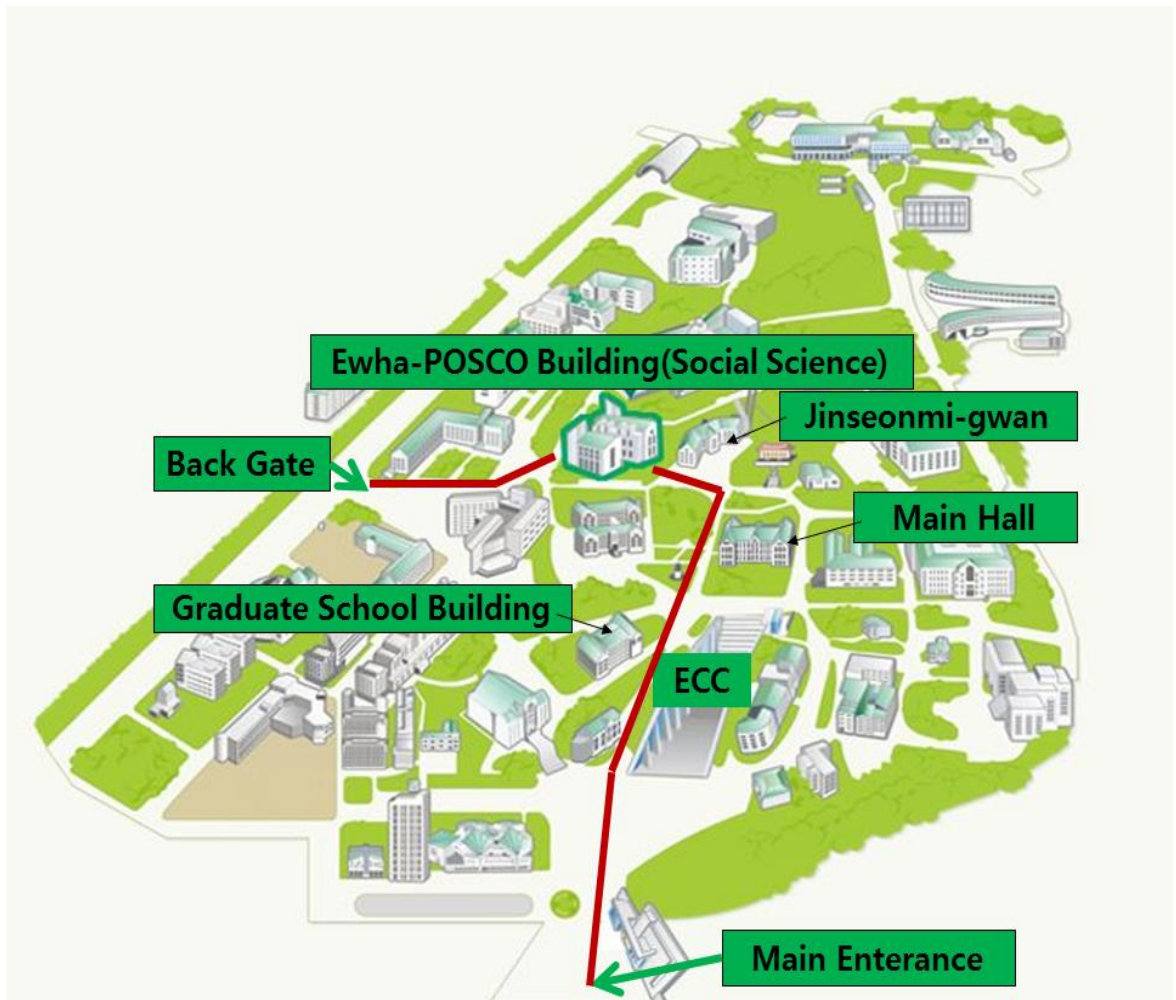 Ewha-POSCO Building(Social Science)
Jinseonmi-gwan
Back Gate
Main Hall
Graduate School Building
ECC
Main Enterance